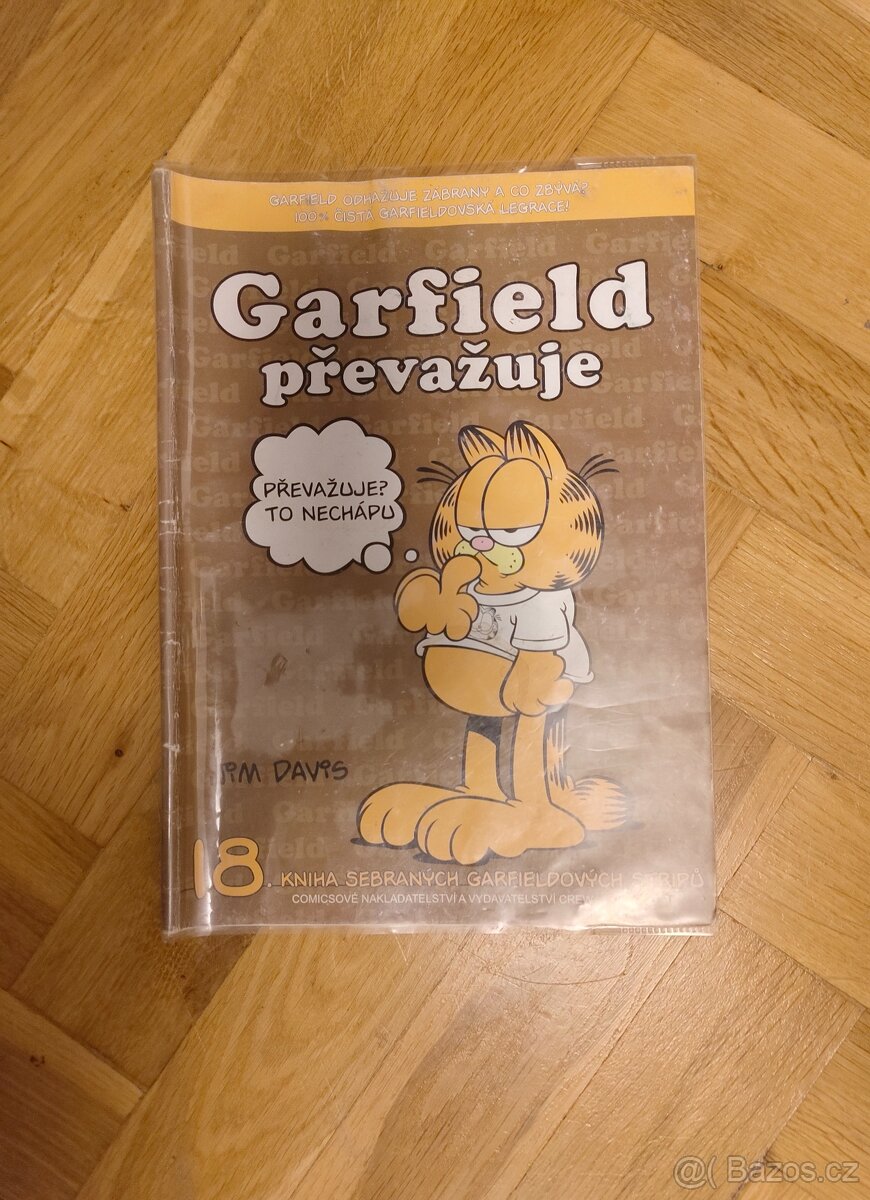 GARFIELD ODHAZUJE ZÁBRANY A CO ZBÝVÁ?
100% ČISTÁ GARFIELDOVSKÁ LEGRACE!
Garfield
převažuje
PŘEVAŽUJE?
TO NECHÁPU
JIM DAVIS
18. KNIHA SEBRANÝCH GARFIELDOVÝCH STRIPŮ
COMICSOVÉ NAKLADATELSTVÍ A VYDAVATELSTVÍ CREW
@( Bazos.cz